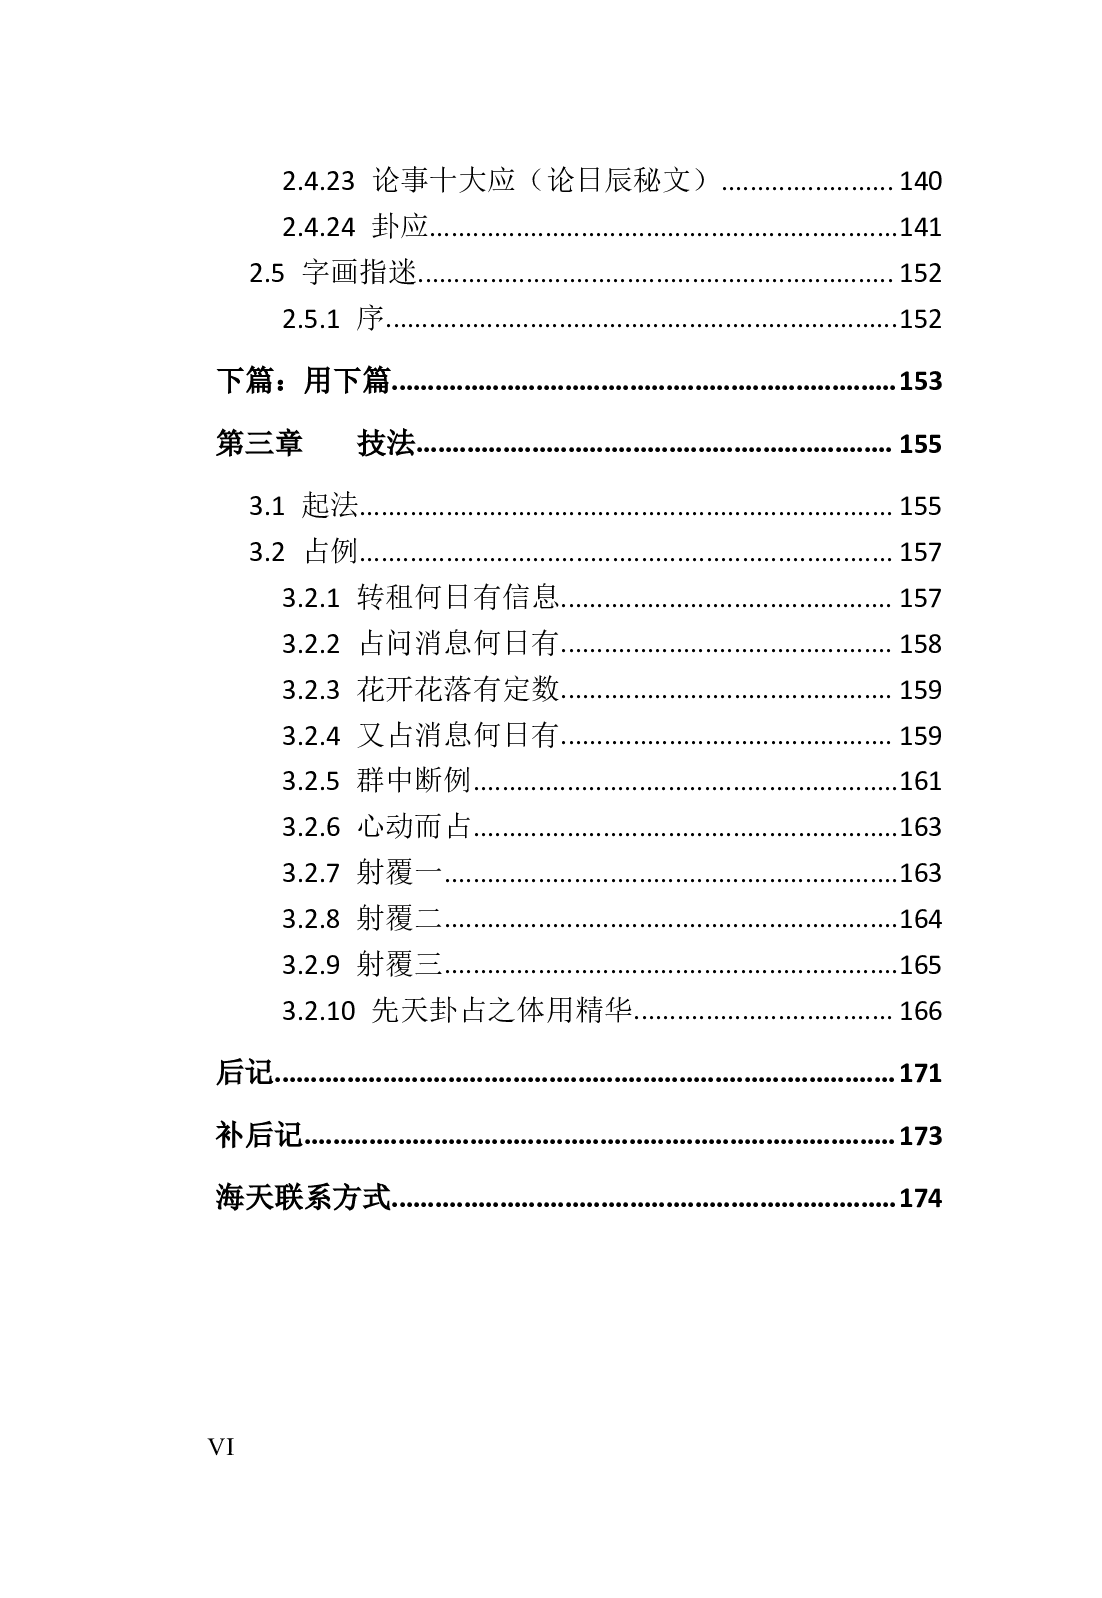 2.4.23 论事十大应（论日辰秘文）........................ 140
2.4.24 卦应.................................................................141
2.5 字画指迷.................................................................. 152
2.5.1 序.......................................................................152
下篇：用下篇......................................................................153
第三章 技法.................................................................. 155
3.1 起法.......................................................................... 155
3.2 占例.......................................................................... 157
3.2.1 转租何日有信息.............................................. 157
3.2.2 占问消息何日有.............................................. 158
3.2.3 花开花落有定数.............................................. 159
3.2.4 又占消息何日有.............................................. 159
3.2.5 群中断例...........................................................161
3.2.6 心动而占...........................................................163
3.2.7 射覆一...............................................................163
3.2.8 射覆二...............................................................164
3.2.9 射覆三...............................................................165
3.2.10 先天卦占之体用精华.................................... 166
后记......................................................................................171
补后记..................................................................................173
海天联系方式......................................................................174
VI